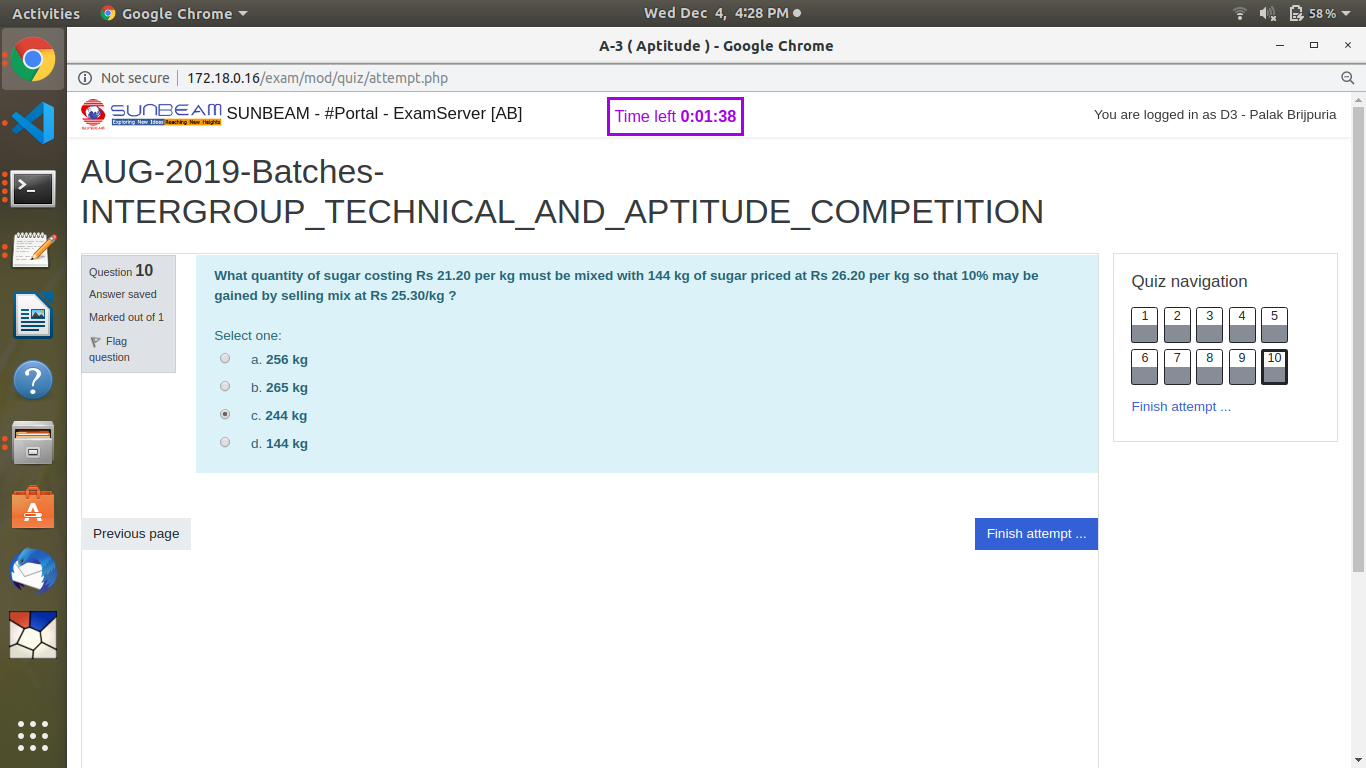 Activities Google Chrome Wed Dec 4, 4:28 PM 58 %
A-3 ( Aptitude ) - Google Chrome
Not secure 172.18.0.16/exam/mod/quiz/attempt.php
SUNBEAM SUNBEAM - #Portal - ExamServer [AB] Time left 0:01:38 You are logged in as D3 - Palak Brijpuria
Exploring New Ideas Reaching New Heights
AUG-2019-Batches-
INTERGROUP_TECHNICAL_AND_APTITUDE_COMPETITION
Question 10
Answer saved
Marked out of 1
Flag
question
What quantity of sugar costing Rs 21.20 per kg must be mixed with 144 kg of sugar priced at Rs 26.20 per kg so that 10% may be
gained by selling mix at Rs 25.30/kg ?
Select one:
a. 256 kg
b. 265 kg
c. 244 kg
d. 144 kg
Quiz navigation
1 2 3 4 5
6 7 8 9 10
Finish attempt ...
Previous page Finish attempt ...